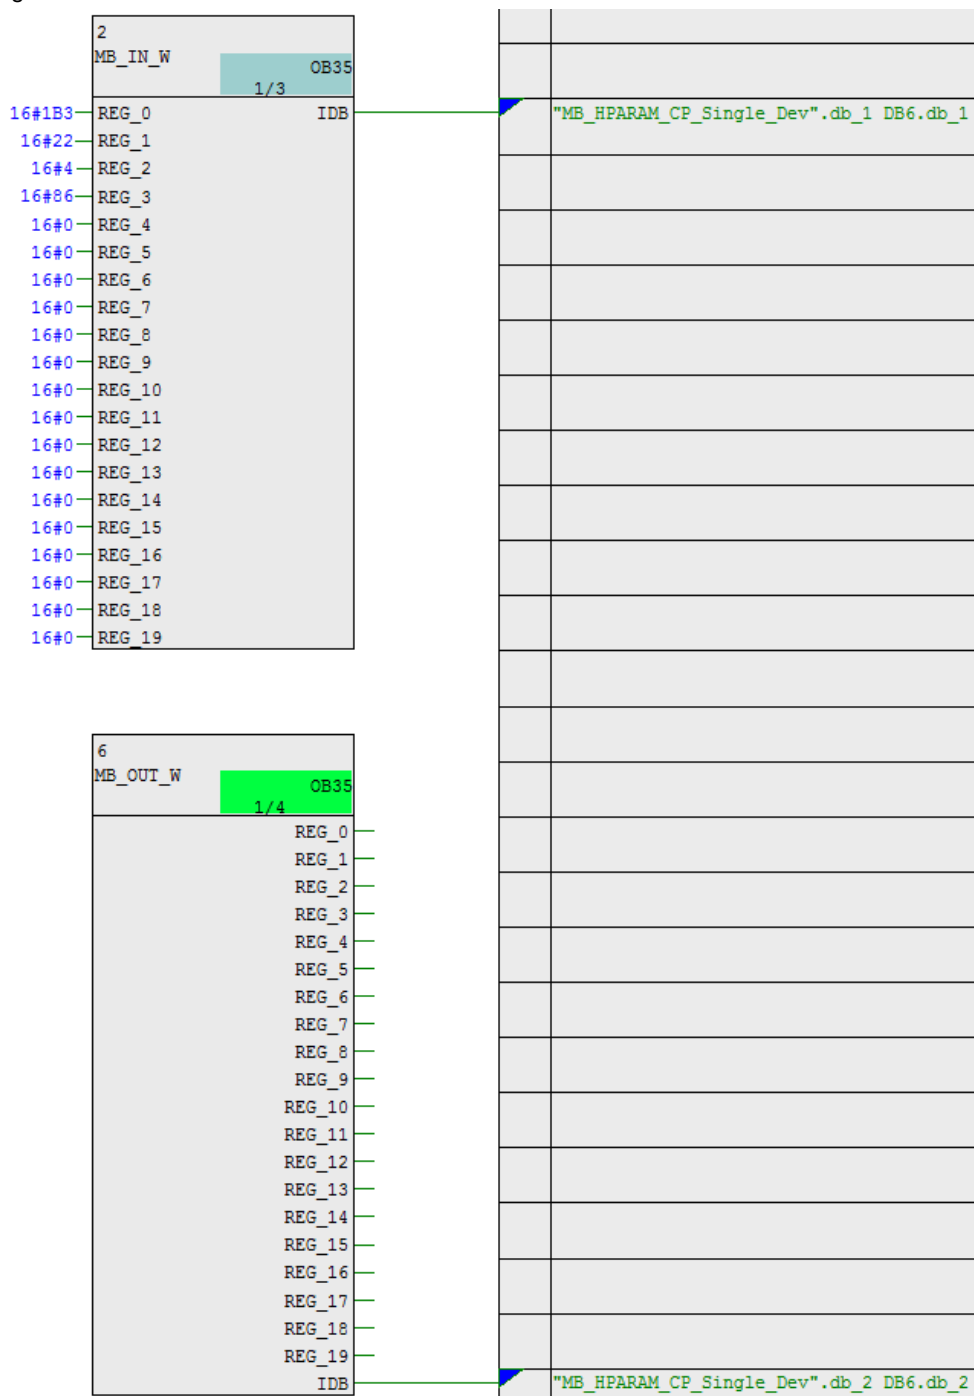 2
MB_IN_W
OB35
1/3
16#1B3 REG_0 IDB "MB_HPARAM_CP_Single_Dev".db_1 DB6.db_1
16#22 REG_1
16#4 REG_2
16#86 REG_3
16#0 REG_4
16#0 REG_5
16#0 REG_6
16#0 REG_7
16#0 REG_8
16#0 REG_9
16#0 REG_10
16#0 REG_11
16#0 REG_12
16#0 REG_13
16#0 REG_14
16#0 REG_15
16#0 REG_16
16#0 REG_17
16#0 REG_18
16#0 REG_19
6
MB_OUT_W
OB35
1/4
REG_0
REG_1
REG_2
REG_3
REG_4
REG_5
REG_6
REG_7
REG_8
REG_9
REG_10
REG_11
REG_12
REG_13
REG_14
REG_15
REG_16
REG_17
REG_18
REG_19
IDB "MB_HPARAM_CP_Single_Dev".db_2 DB6.db_2